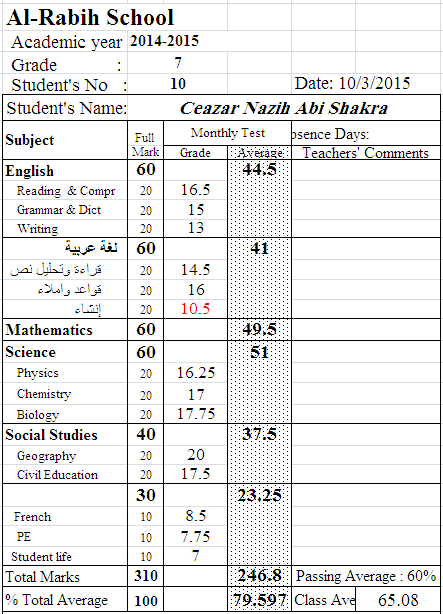 Al-Rabih School
Academic year 2014-2015
Grade : 7
Student's No : 10 Date: 10/3/2015
Student's Name: Ceazar Nazih Abi Shakra
Subject Full Mark Monthly Test bsence Days:
Grade Average Teachers' Comments
English 60 44.5
Reading & Compr 20 16.5
Grammar & Dict 20 15
Writing 20 13
لغة عربية 60 41
قراءة وتحليل نص 20 14.5
قواعد واملاء 20 16
إنشاء 20 10.5
Mathematics 60 49.5
Science 60 51
Physics 20 16.25
Chemistry 20 17
Biology 20 17.75
Social Studies 40 37.5
Geography 20 20
Civil Education 20 17.5
30 23.25
French 10 8.5
PE 10 7.75
Student life 10 7
Total Marks 310 246.8 Passing Average : 60%
% Total Average 100 79.597 Class Ave 65.08